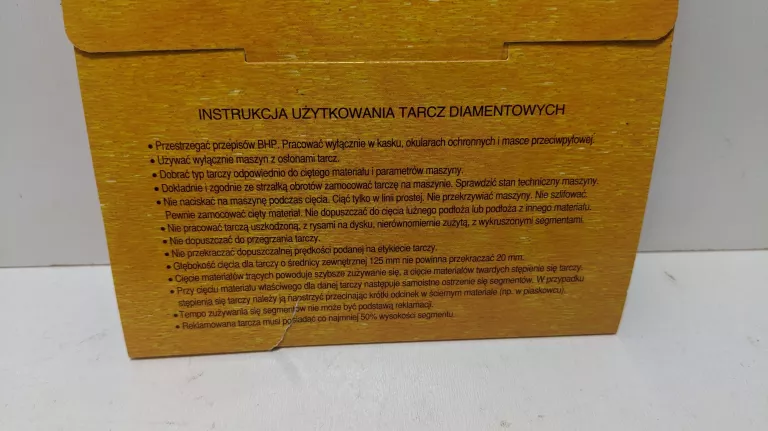 INSTRUKCJA UŻYTKOWANIA TARCZ DIAMENTOWYCH
• Przestrzegać przepisów BHP. Pracować wyłącznie w kasku, okularach ochronnych i masce przeciwpyłowej.
• Używać wyłącznie maszyn z osłonami tarcz.
• Dobrać typ tarczy odpowiednio do ciętego materiału i parametrów maszyny.
• Dokładnie i zgodnie ze strzałką obrotów zamocować tarczę na maszynie. Sprawdzić stan techniczny maszyny.
• Nie naciskać na maszynę podczas cięcia. Ciąć tylko w linii prostej. Nie przekrzywiać maszyny. Nie szlifować.
Pewnie zamocować cięty materiał. Nie dopuszczać do cięcia luźnego podłoża lub podłoża z innego materiału.
• Nie pracować tarczą uszkodzoną, z rysami na dysku, nierównomiernie zużytą, z wykruszonymi segmentami.
• Nie dopuszczać do przegrzania tarczy.
• Nie przekraczać dopuszczalnej prędkości podanej na etykiecie tarczy.
• Głębokość cięcia dla tarczy o średnicy zewnętrznej 125 mm nie powinna przekraczać 20 mm.
• Cięcie materiałów trących powoduje szybsze zużywanie się, a cięcie materiałów twardych stępienie się tarczy.
• Przy cięciu materiału właściwego dla danej tarczy następuje samoistne ostrzenie się segmentów. W przypadku
stępienia się tarczy należy ją naostrzyć przecinając krótki odcinek w ściernym materiale (np. w piaskowcu).
• Tempo zużywania się segmentów nie może być podstawą reklamacji.
• Reklamowana tarcza musi posiadać co najmniej 50% wysokości segmentu.